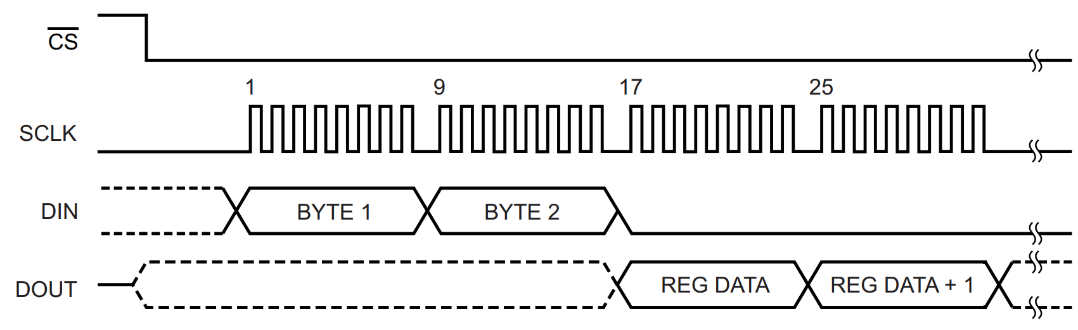 CS
1 9 17 25
SCLK
DIN BYTE 1 BYTE 2
DOUT REG DATA REG DATA + 1